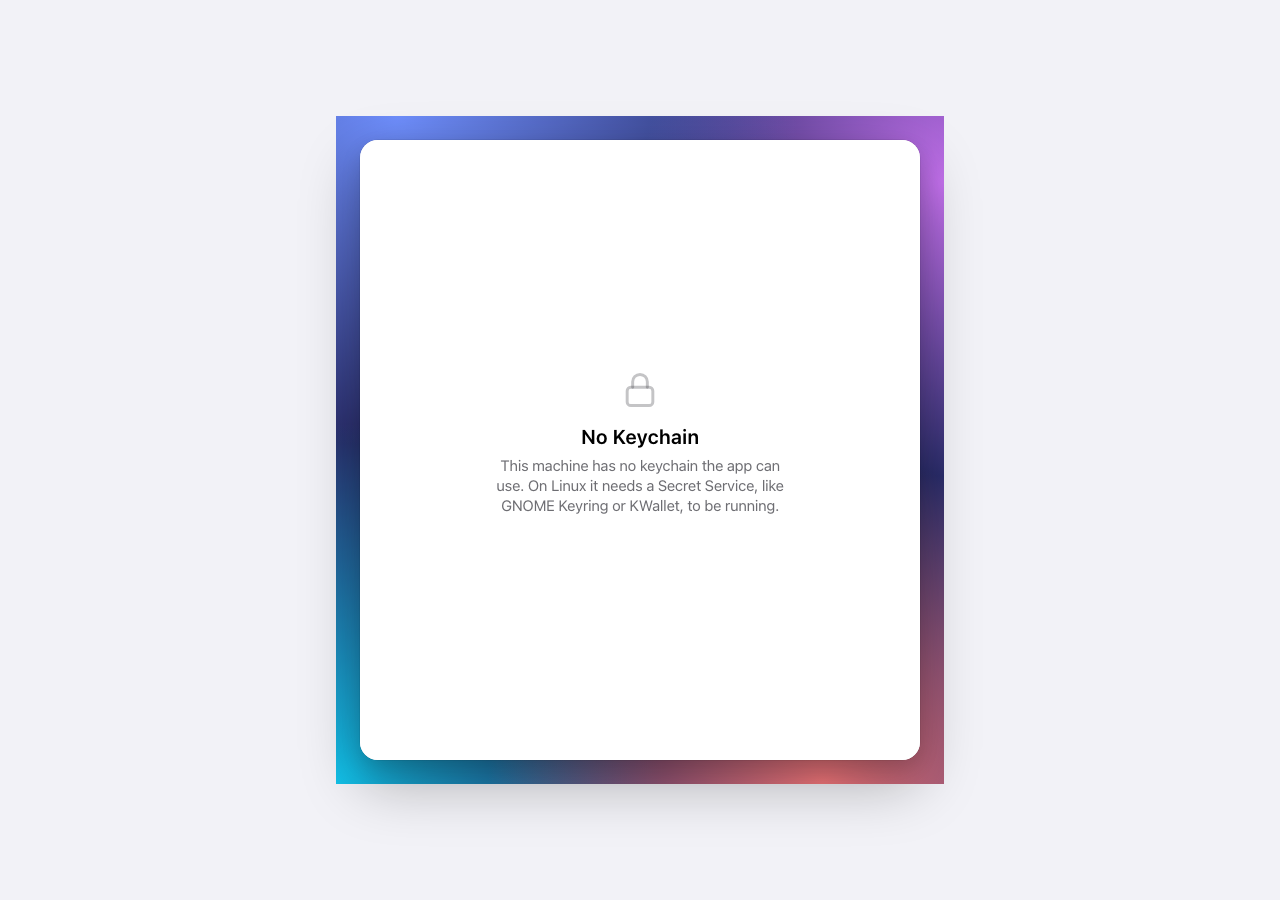 No Keychain
This machine has no keychain the app can
use. On Linux it needs a Secret Service, like
GNOME Keyring or KWallet, to be running.